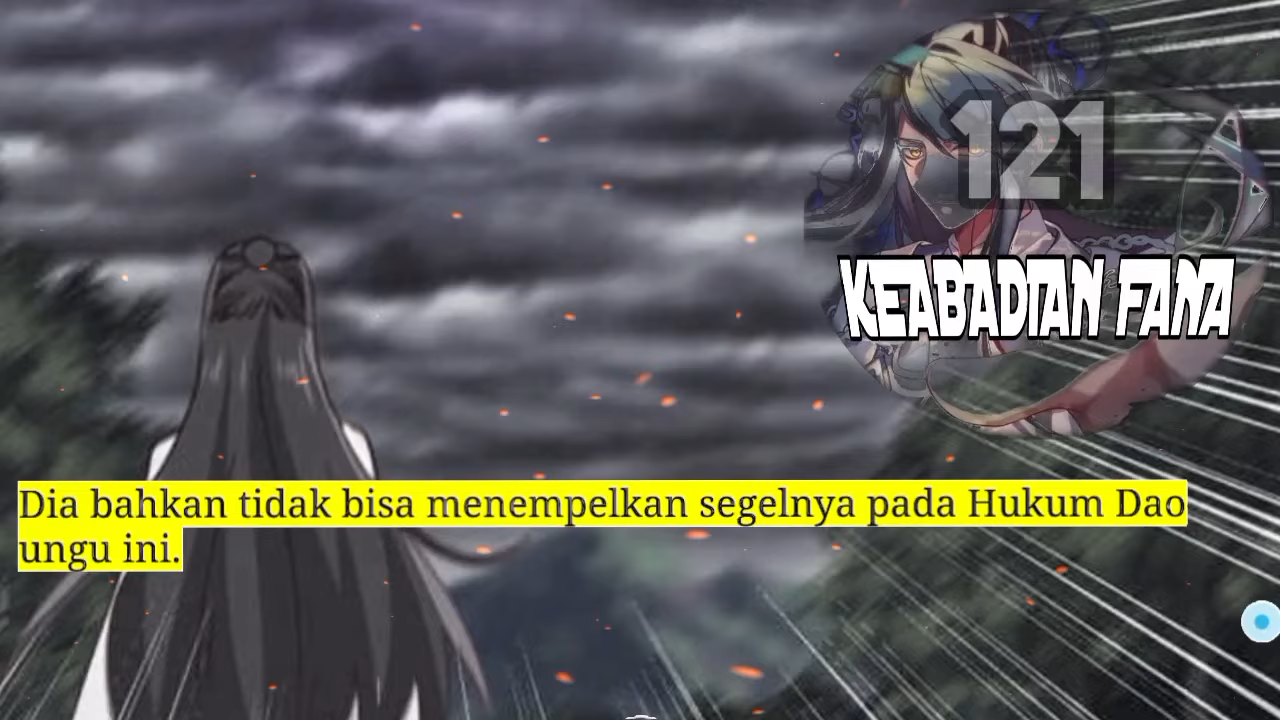 121
KEABADIAN FANA
Dia bahkan tidak bisa menempelkan segelnya pada Hukum Dao
ungu ini.